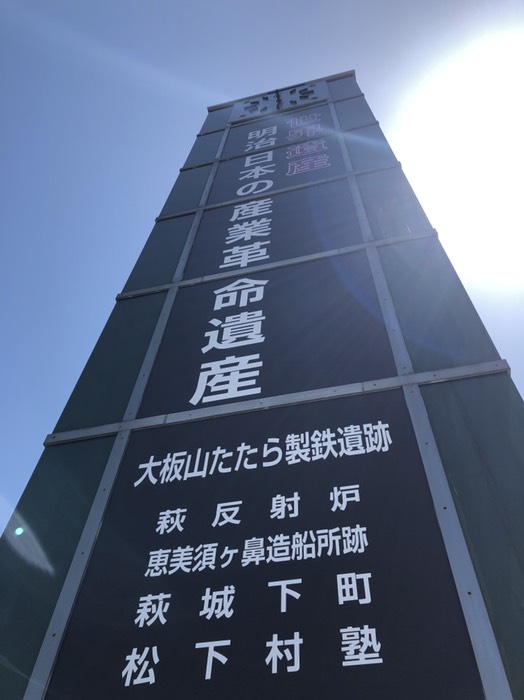 世界遺産
明治日本の産業革命遺産
大板山たたら製鉄遺跡
萩反射炉
恵美須ヶ鼻造船所跡
萩城下町
松下村塾